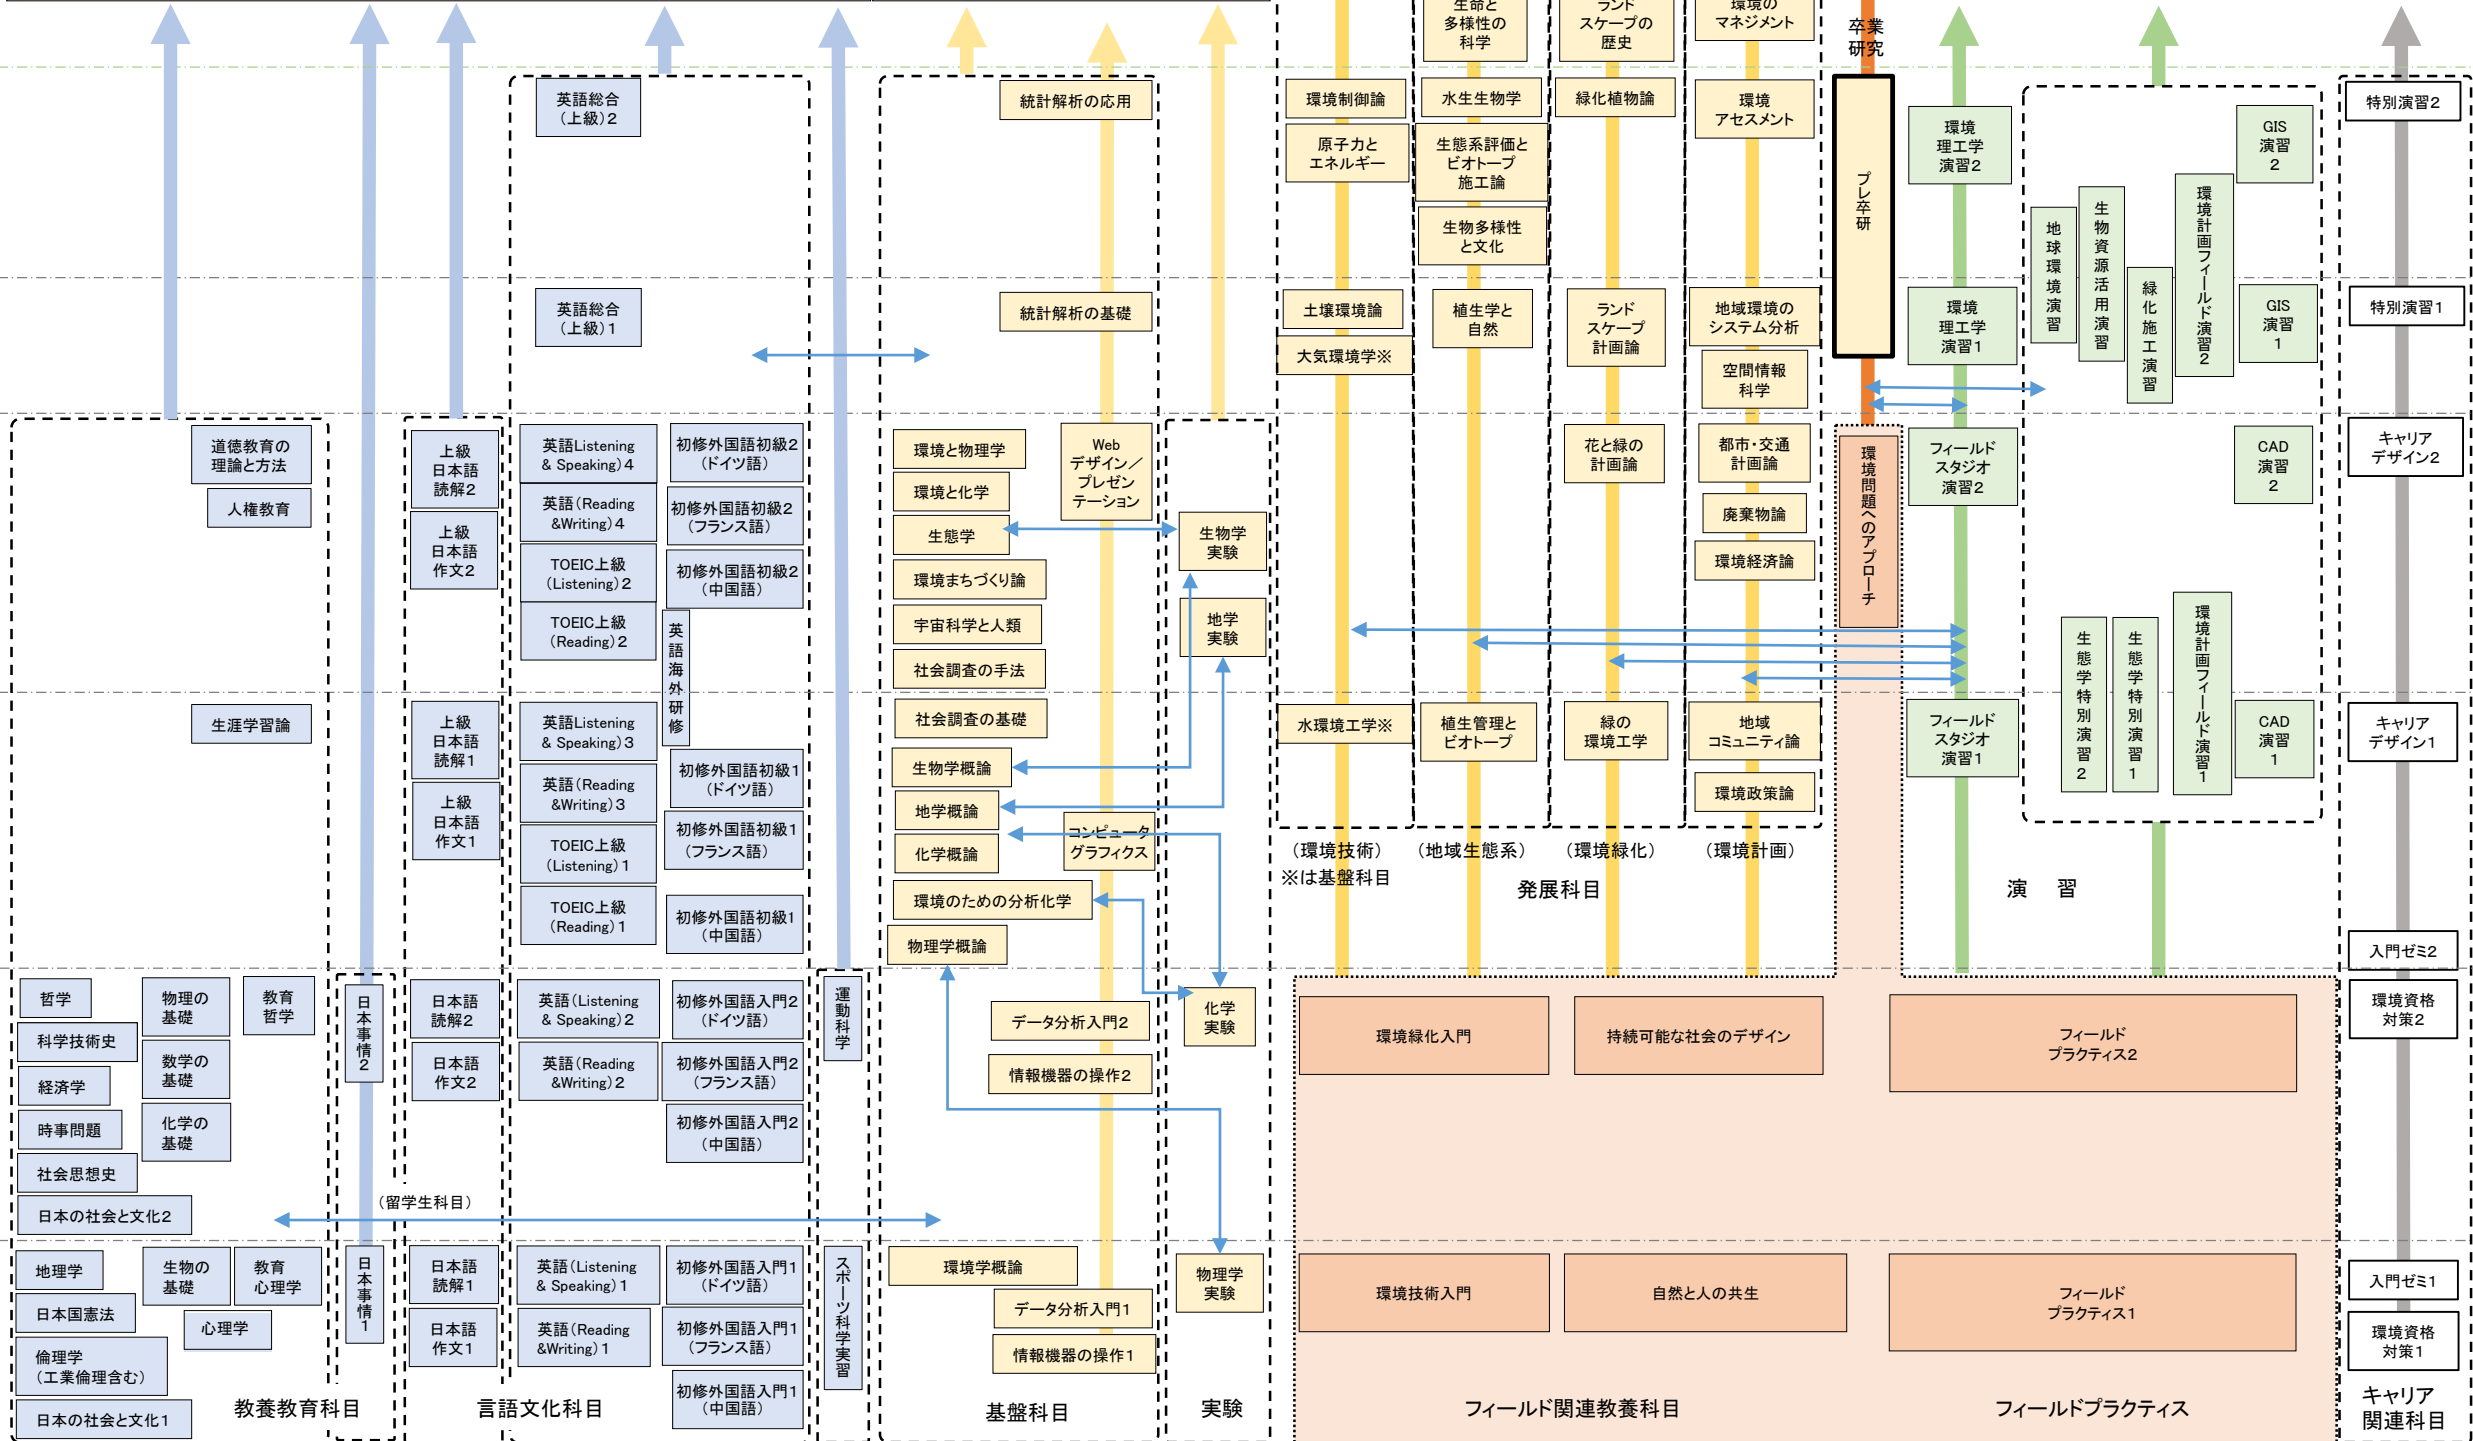 生命と
多様性の
科学
ランド
スケープの
歴史
環境の
マネジメント
卒業
研究
英語総合
(上級)2
統計解析の応用
環境制御論
原子力と
エネルギー
水生生物学
生態系評価と
ビオトープ
施工論
生物多様性
と文化
緑化植物論
環境
アセスメント
プレ卒研
環境
理工学
演習2
GIS
演習
2
地球環境演習
生物資源活用演習
緑化施工演習
環境計画フィールド演習2
特別演習2
英語総合
(上級)1
統計解析の基礎
土壌環境論
大気環境学※
植生学と
自然
ランド
スケープ
計画論
地域環境の
システム分析
空間情報
科学
環境
理工学
演習1
GIS
演習
1
特別演習1
道徳教育の
理論と方法
人権教育
上級
日本語
読解2
上級
日本語
作文2
英語Listening
& Speaking)4
英語(Reading
&Writing)4
TOEIC上級
(Listening)2
TOEIC上級
(Reading)2
初修外国語初級2
(ドイツ語)
初修外国語初級2
(フランス語)
初修外国語初級2
(中国語)
英語海外研修
環境と物理学
環境と化学
生態学
環境まちづくり論
宇宙科学と人類
社会調査の手法
Web
デザイン/
プレゼン
テーション
生物学
実験
地学
実験
花と緑の
計画論
都市・交通
計画論
廃棄物論
環境経済論
環境問題へのアプローチ
フィールド
スタジオ
演習2
CAD
演習
2
キャリア
デザイン2
生涯学習論
上級
日本語
読解1
上級
日本語
作文1
英語Listening
& Speaking)3
英語(Reading
&Writing)3
TOEIC上級
(Listening)1
TOEIC上級
(Reading)1
初修外国語初級1
(ドイツ語)
初修外国語初級1
(フランス語)
初修外国語初級1
(中国語)
社会調査の基礎
生物学概論
地学概論
化学概論
環境のための分析化学
物理学概論
コンピュータ
グラフィクス
水環境工学※
植生管理と
ビオトープ
緑の
環境工学
地域
コミュニティ論
環境政策論
フィールド
スタジオ
演習1
生態学特別演習2
生態学特別演習1
環境計画フィールド演習1
CAD
演習
1
キャリア
デザイン1
(環境技術)
(地域生態系)
(環境緑化)
(環境計画)
※は基盤科目
発展科目
演 習
入門ゼミ2
哲学
科学技術史
経済学
時事問題
社会思想史
日本の社会と文化2
物理の
基礎
数学の
基礎
化学の
基礎
教育
哲学
日本事情2
日本語
読解2
日本語
作文2
英語(Listening
& Speaking)2
英語(Reading
&Writing)2
初修外国語入門2
(ドイツ語)
初修外国語入門2
(フランス語)
初修外国語入門2
(中国語)
運動科学
データ分析入門2
情報機器の操作2
化学
実験
環境緑化入門
持続可能な社会のデザイン
フィールド
プラクティス2
環境資格
対策2
(留学生科目)
地理学
日本国憲法
倫理学
(工業倫理含む)
日本の社会と文化1
生物の
基礎
教育
心理学
心理学
日本事情1
日本語
読解1
日本語
作文1
英語(Listening
& Speaking)1
英語(Reading
&Writing)1
初修外国語入門1
(ドイツ語)
初修外国語入門1
(フランス語)
初修外国語入門1
(中国語)
スポーツ科学実習
環境学概論
データ分析入門1
情報機器の操作1
物理学
実験
環境技術入門
自然と人の共生
フィールド
プラクティス1
入門ゼミ1
環境資格
対策1
教養教育科目
言語文化科目
基盤科目
実験
フィールド関連教養科目
フィールドプラクティス
キャリア
関連科目